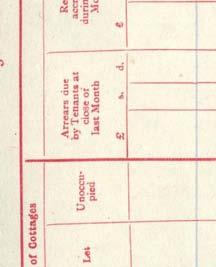 of Cottages
Let
Unoccu-
pied
Arrears due
by Tenants at
close of
last Month
£ s. d.
£